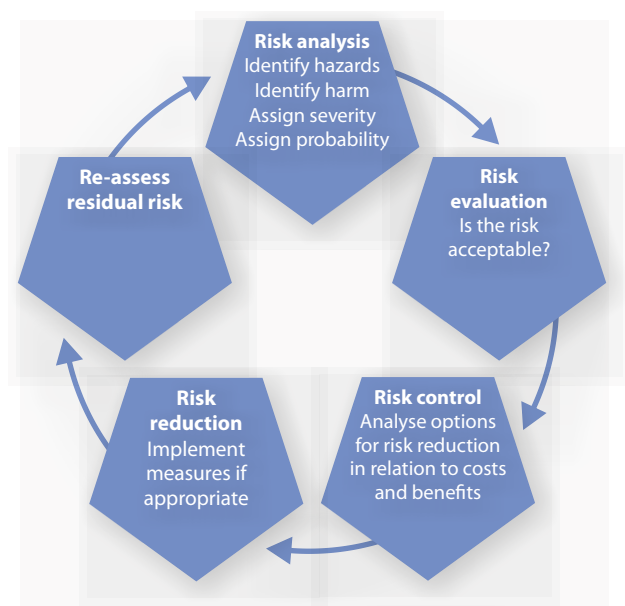 Risk analysis
Identify hazards
Identify harm
Assign severity
Assign probability
Risk
evaluation
Is the risk
acceptable?
Risk control
Analyse options
for risk reduction
in relation to costs
and benefits
Risk
reduction
Implement
measures if
appropriate
Re-assess
residual risk